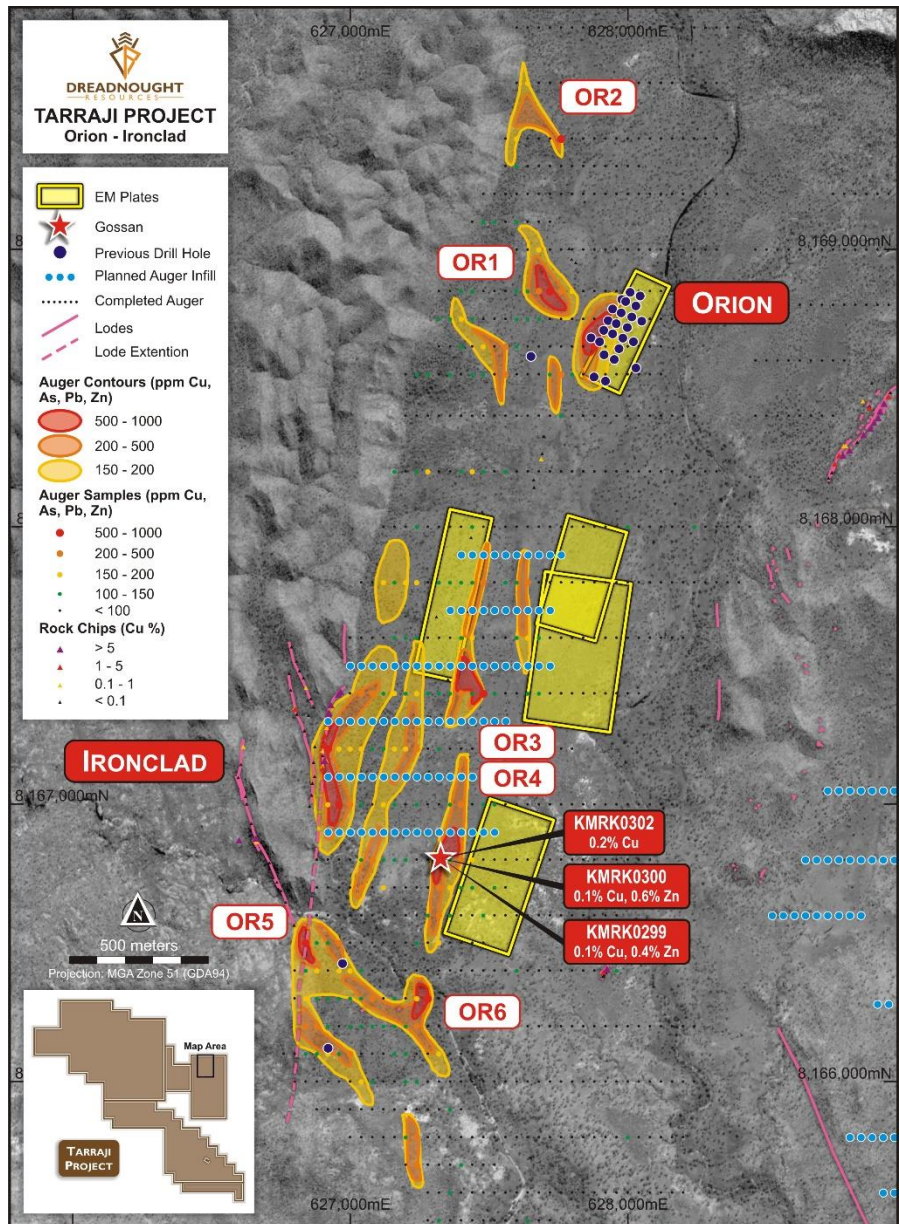 627,000mE
628,000mE
DREADNOUGHT
RESOURCES
TARRAJI PROJECT
Orion - Ironclad
EM Plates
Gossan
Previous Drill Hole
Planned Auger Infill
Completed Auger
Lodes
Lode Extention
Auger Contours (ppm Cu,
As, Pb, Zn)
500 - 1000
200 - 500
150 - 200
Auger Samples (ppm Cu,
As, Pb, Zn)
500 - 1000
200 - 500
150 - 200
100 - 150
< 100
Rock Chips (Cu %)
> 5
1 - 5
0.1 - 1
< 0.1
OR2
8,169,000mN
OR1
ORION
8,168,000mN
OR3
IRONCLAD
OR4
8,167,000mN
KMRK0302
0.2% Cu
KMRK0300
0.1% Cu, 0.6% Zn
KMRK0299
0.1% Cu, 0.4% Zn
N
OR5
500 meters
Projection: MGA Zone 51 (GDA94)
OR6
Map Area
8,166,000mN
TARRAJI
PROJECT
627,000mE
628,000mE